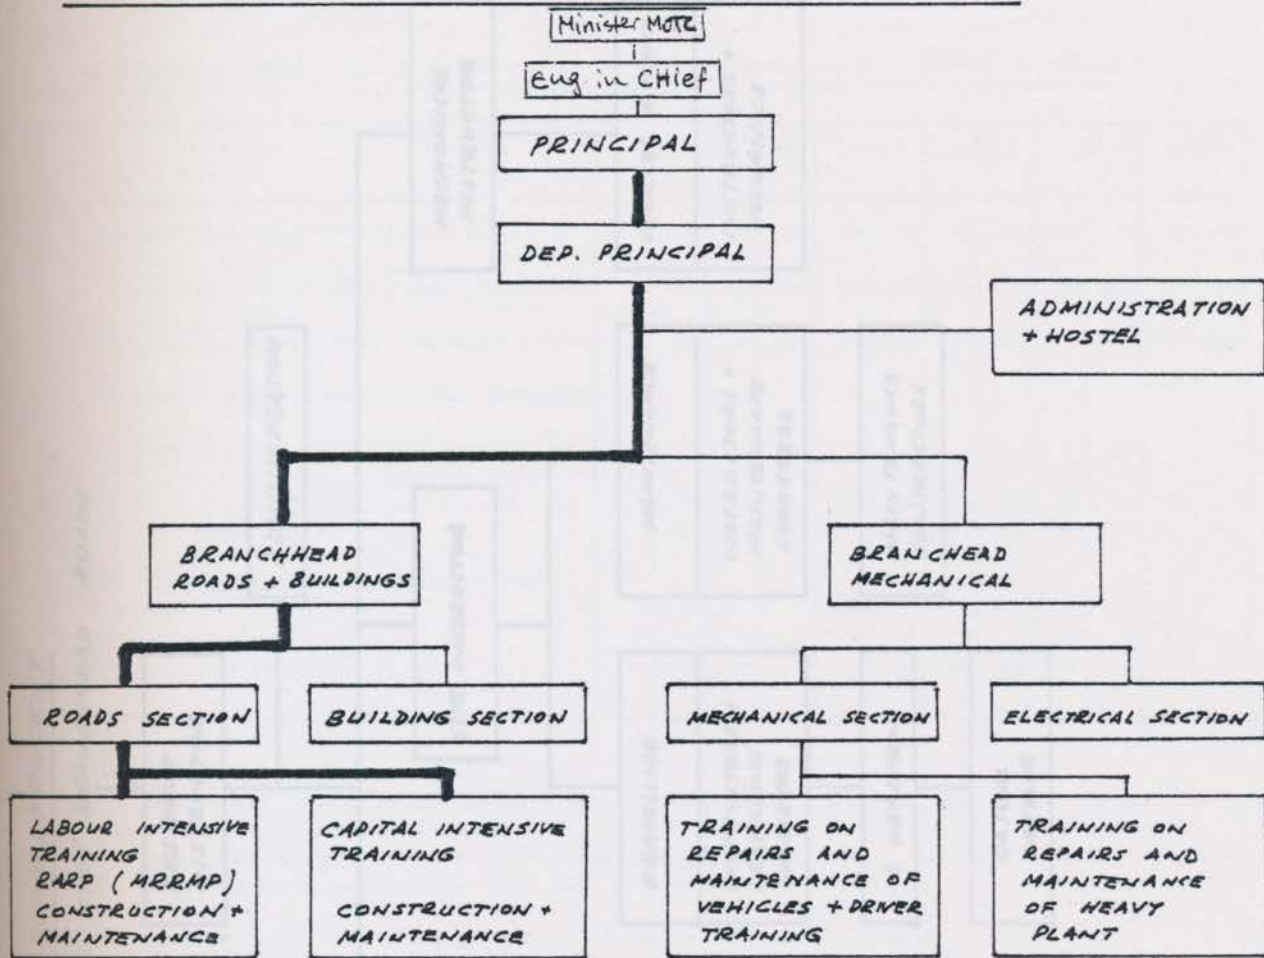 Minister MOTC
Eng in CHief
PRINCIPAL
DEP. PRINCIPAL
ADMINISTRATION
+ HOSTEL
BRANCHHEAD
ROADS + BUILDINGS
BRANCHEAD
MECHANICAL
ROADS SECTION
BUILDING SECTION
MECHANICAL SECTION
ELECTRICAL SECTION
LABOUR INTENSIVE
TRAINING
RARP (MRRMP)
CONSTRUCTION +
MAINTENANCE
CAPITAL INTENSIVE
TRAINING
CONSTRUCTION +
MAINTENANCE
TRAINING ON
REPAIRS AND
MAINTENANCE OF
VEHICLES + DRIVER
TRAINING
TRAINING ON
REPAIRS AND
MAINTENANCE
OF HEAVY
PLANT